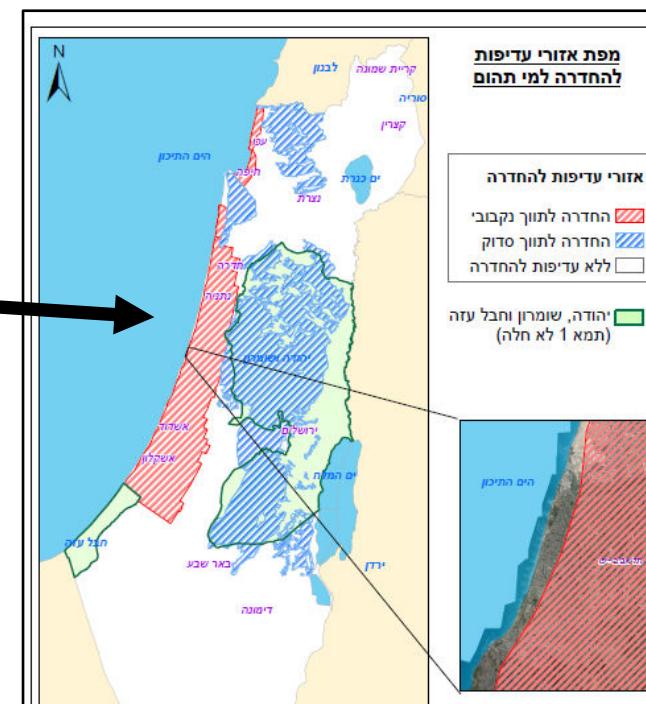 מפת אזורי עדיפות
להחדרה למי תהום
N
לבנון
קריית שמונה
סוריה
קצרין
עכו
הים התיכון
חיפה
ים כנרת
נצרת
אזורי עדיפות להחדרה
החדרה לתווך נקבובי
החדרה לתווך סדוק
ללא עדיפות להחדרה
יהודה, שומרון וחבל עזה
(תמא 1 לא חלה)
חדרה
נתניה
יהודה ושומרון
ירושלים
אשדוד
אשקלון
ים המלח
חבל עזה
באר שבע
ירדן
דימונה
הים התיכון